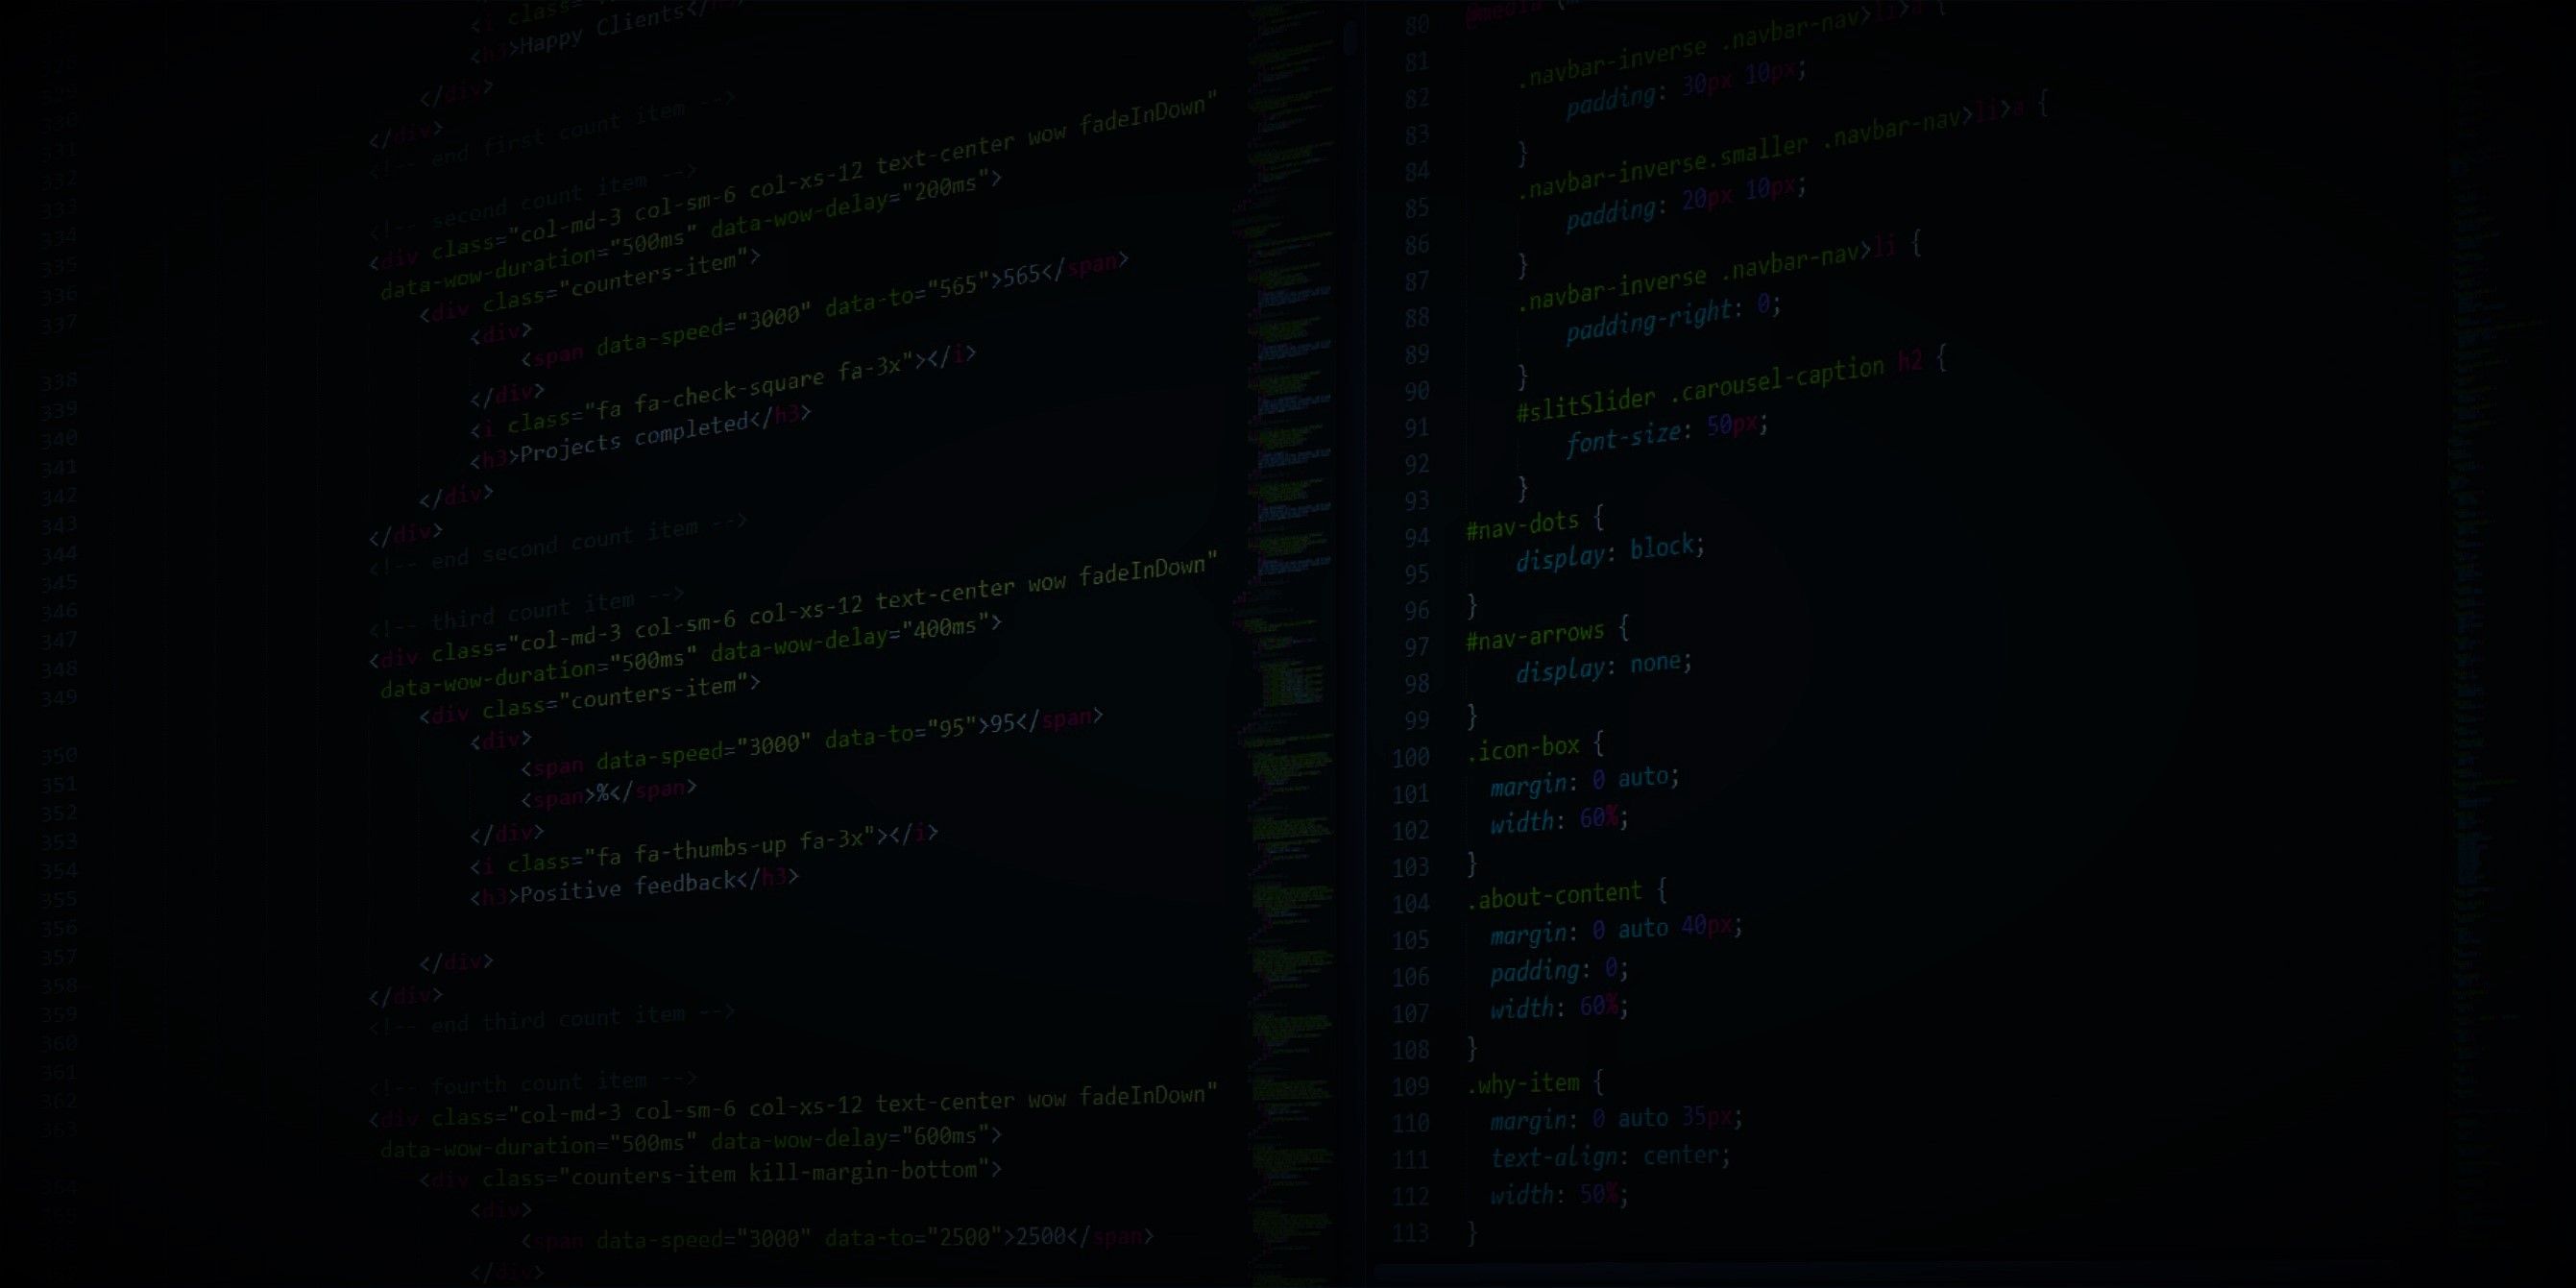 <i class=
<h3>Happy Clients</h3>
</div>
</div>
<!-- end first count item -->
<!-- second count item -->
<div class="col-md-3 col-sm-6 col-xs-12 text-center wow fadeInDown"
data-wow-duration="500ms" data-wow-delay="200ms">
<div class="counters-item">
<div>
<span data-speed="3000" data-to="565">565</span>
</div>
<i class="fa fa-check-square fa-3x"></i>
<h3>Projects completed</h3>
</div>
</div>
<!-- end second count item -->
<!-- third count item -->
<div class="col-md-3 col-sm-6 col-xs-12 text-center wow fadeInDown"
data-wow-duration="500ms" data-wow-delay="400ms">
<div class="counters-item">
<div>
<span data-speed="3000" data-to="95">95</span>
<span>%</span>
</div>
<i class="fa fa-thumbs-up fa-3x"></i>
<h3>Positive feedback</h3>
</div>
</div>
<!-- end third count item -->
<!-- fourth count item -->
<div class="col-md-3 col-sm-6 col-xs-12 text-center wow fadeInDown"
data-wow-duration="500ms" data-wow-delay="600ms">
<div class="counters-item kill-margin-bottom">
<div>
<span data-speed="3000" data-to="2500">2500</span>
</div>
80 @media
81 .navbar-inverse .navbar-nav>li>a {
82 padding: 30px 10px;
83 }
84 .navbar-inverse.smaller .navbar-nav>li>a {
85 padding: 20px 10px;
86 }
87 .navbar-inverse .navbar-nav>li {
88 padding-right: 0;
89 }
90 #slitSlider .carousel-caption h2 {
91 font-size: 50px;
92 }
93 #nav-dots {
94 display: block;
95 }
96 #nav-arrows {
97 display: none;
98 }
99 .icon-box {
100 margin: 0 auto;
101 width: 60%;
102 }
103 .about-content {
104 margin: 0 auto 40px;
105 padding: 0;
106 width: 60%;
107 }
108 .why-item {
109 margin: 0 auto 35px;
110 text-align: center;
111 width: 50%;
112 }
113